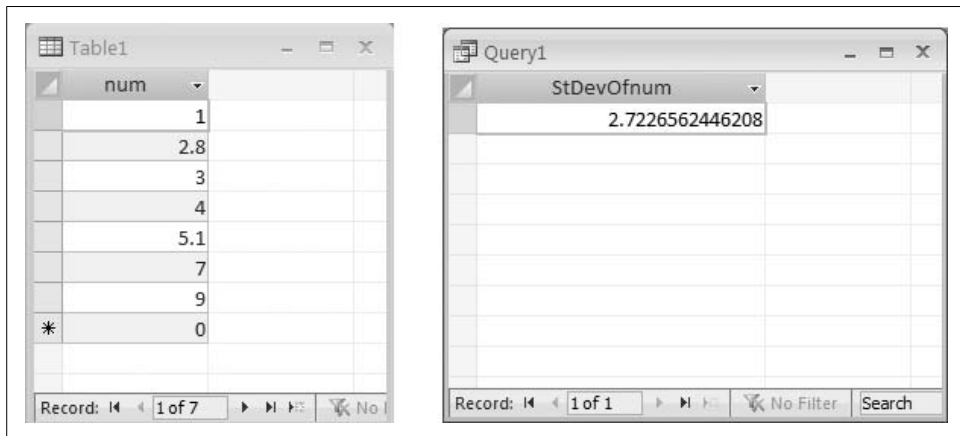 Table1
num
1
2.8
3
4
5.1
7
9
* 0
Record: 1 of 7 No
Query1
StDevOfnum
2.7226562446208
Record: 1 of 1 No Filter Search